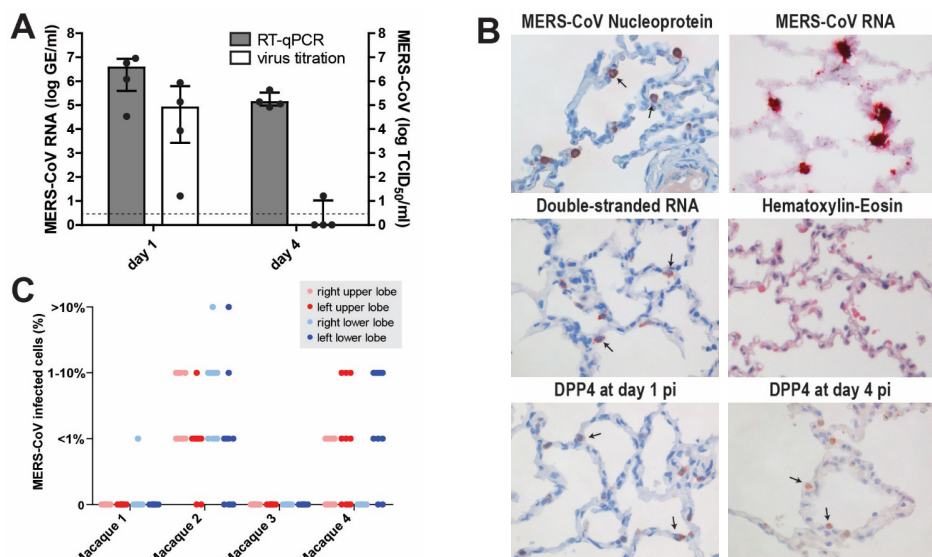 A
MERS-CoV RNA (log GE/ml)
8
7
6
5
4
3
2
1
0
RT-qPCR
virus titration
8
7
6
5
4
3
2
1
0
MERS-CoV (log TCID50/ml)
day 1
day 4
B
MERS-CoV Nucleoprotein
MERS-CoV RNA
Double-stranded RNA
Hematoxylin-Eosin
DPP4 at day 1 pi
DPP4 at day 4 pi
C
MERS-CoV infected cells (%)
>10%
1-10%
<1%
0
right upper lobe
left upper lobe
right lower lobe
left lower lobe
Macaque 1
Macaque 2
Macaque 3
Macaque 4